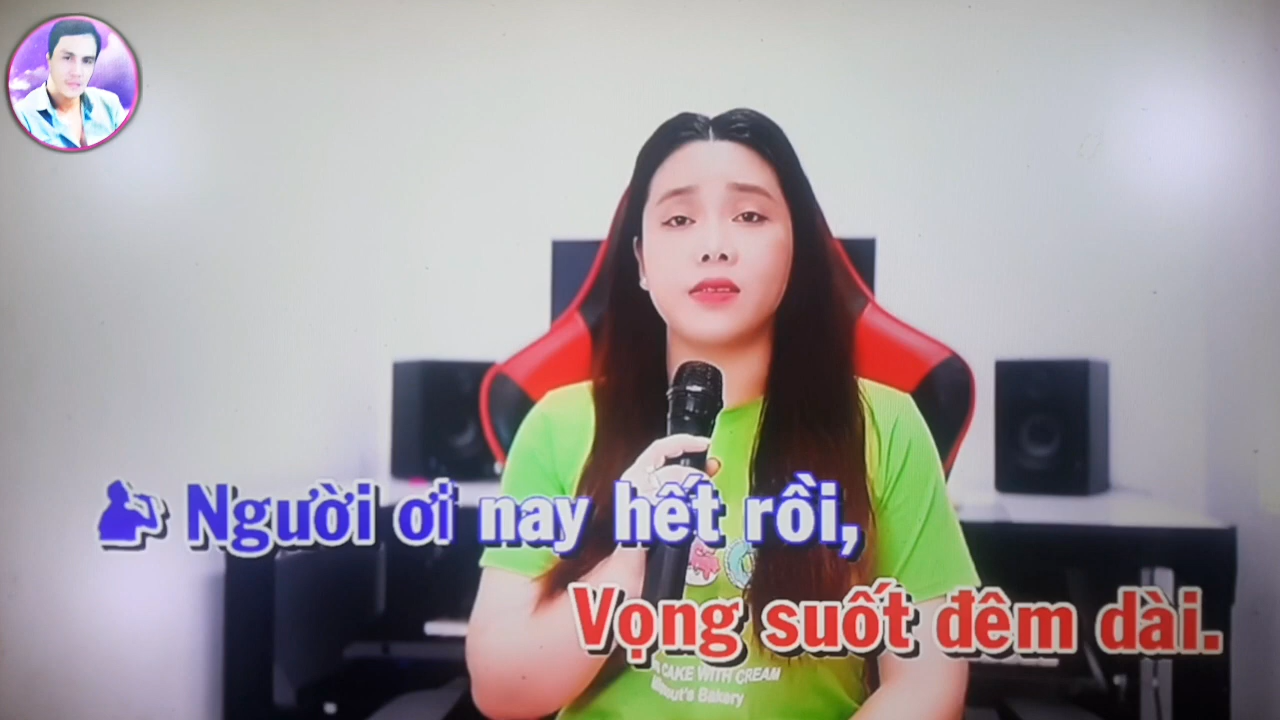 Người ơi nay hết rồi,
Vọng suốt đêm dài.
CAKE WITH CREAM
Bakery